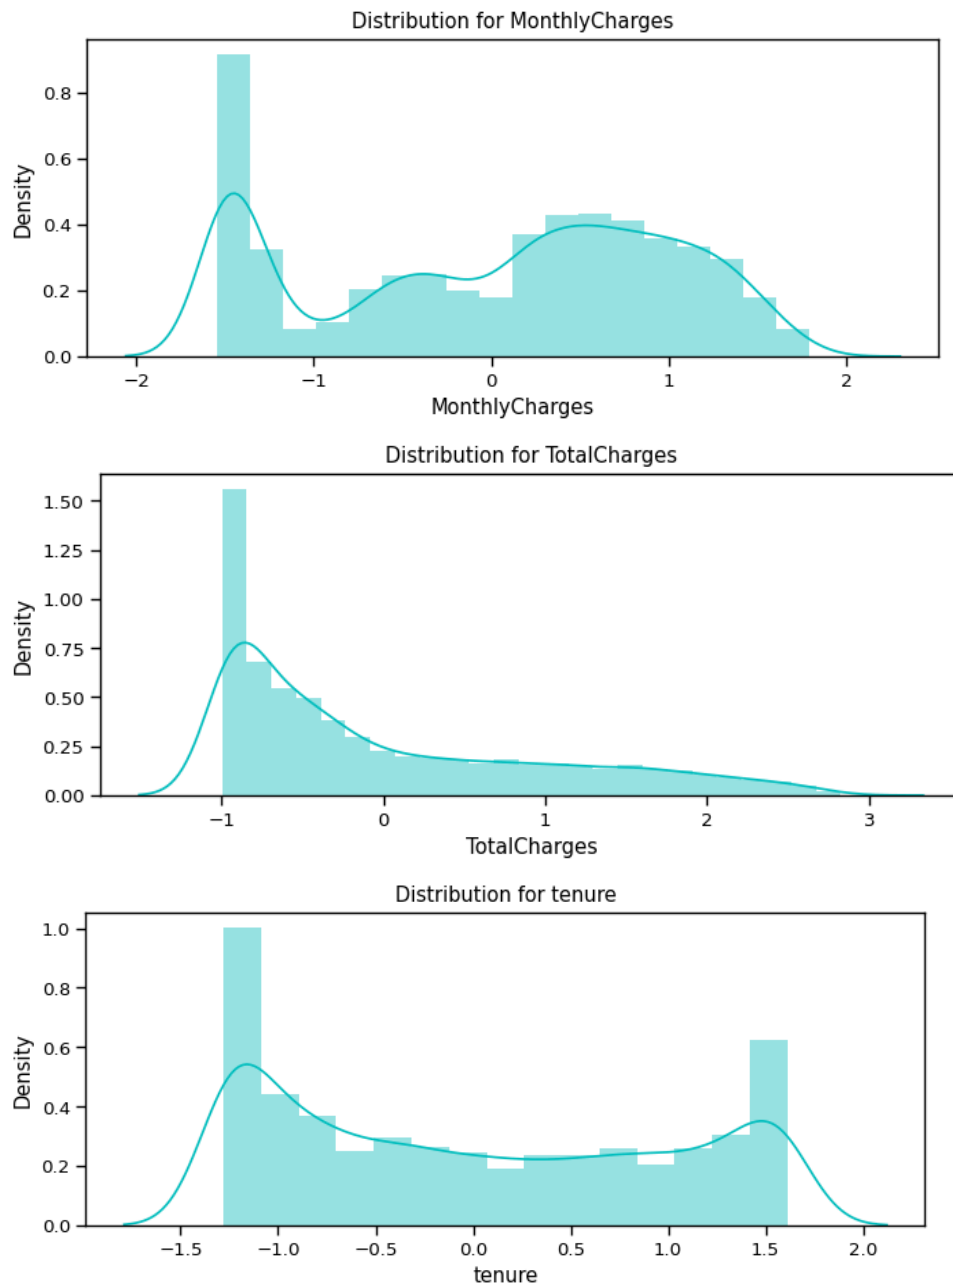 Distribution for MonthlyCharges
0.8
0.6
0.4
0.2
0.0
Density
−2 −1 0 1 2
MonthlyCharges
Distribution for TotalCharges
1.50
1.25
1.00
0.75
0.50
0.25
0.00
Density
−1 0 1 2 3
TotalCharges
Distribution for tenure
1.0
0.8
0.6
0.4
0.2
0.0
Density
−1.5 −1.0 −0.5 0.0 0.5 1.0 1.5 2.0
tenure